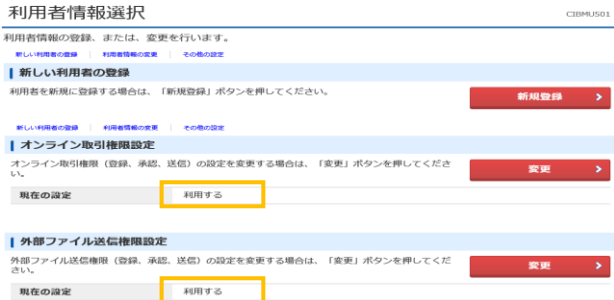 利用者情報選択
CIBMU501
利用者情報の登録、または、変更を行います。
新しい利用者の登録 利用者情報の変更 その他の設定
新しい利用者の登録
利用者を新規に登録する場合は、「新規登録」ボタンを押してください。
新規登録
新しい利用者の登録 利用者情報の変更 その他の設定
オンライン取引権限設定
オンライン取引権限(登録、承認、送信)の設定を変更する場合は、「変更」ボタンを押してくださ
い。
変更
現在の設定 利用する
外部ファイル送信権限設定
外部ファイル送信権限(登録、承認、送信)の設定を変更する場合は、「変更」ボタンを押してくだ
さい。
変更
現在の設定 利用する